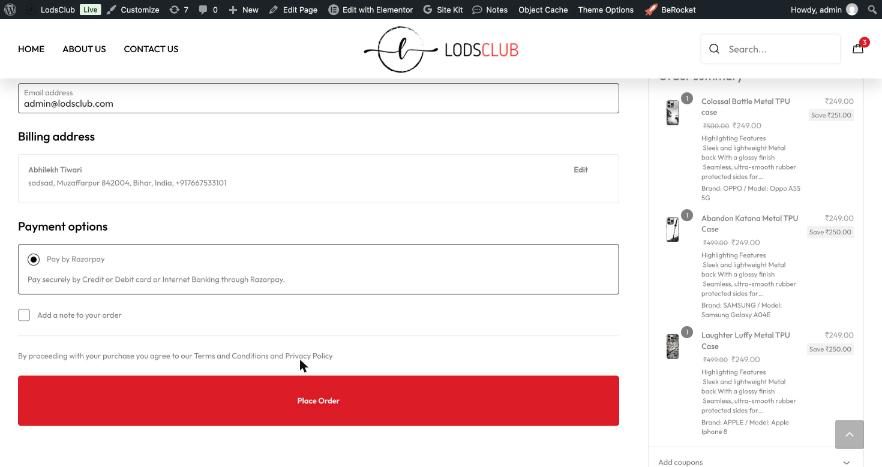 LodsClub Live Customize 7 0 New Edit Page Edit with Elementor Site Kit Notes Object Cache Theme Options BeRocket Howdy, admin
HOME ABOUT US CONTACT US LODSCLUB Search... 3
Email address
admin@lodsclub.com
Billing address
Abhilekh Tiwari Edit
sadsad, Muzaffarpur 842004, Bihar, India, +917667533101
Payment options
Pay by Razorpay
Pay securely by Credit or Debit card or Internet Banking through Razorpay.
Add a note to your order
By proceeding with your purchase you agree to our Terms and Conditions and Privacy Policy
Place Order
Order summary
1 Colossal Battle Metal TPU ₹249.00
case Save ₹251.00
₹500.00 ₹249.00
Highlighting Features
Sleek and lightweight Metal
back With a glossy finish
Seamless, ultra-smooth rubber
protected sides for...
Brand: OPPO / Model: Oppo A55
5G
1 Abandon Katana Metal TPU ₹249.00
Case Save ₹250.00
₹499.00 ₹249.00
Highlighting Features
Sleek and lightweight Metal
back With a glossy finish
Seamless, ultra-smooth rubber
protected sides for...
Brand: SAMSUNG / Model:
Samsung Galaxy A04E
1 Laughter Luffy Metal TPU ₹249.00
Case Save ₹250.00
₹499.00 ₹249.00
Highlighting Features
Sleek and lightweight Metal
back With a glossy finish
Seamless, ultra-smooth rubber
protected sides for...
Brand: APPLE / Model: Apple
Iphone 8
Add coupons